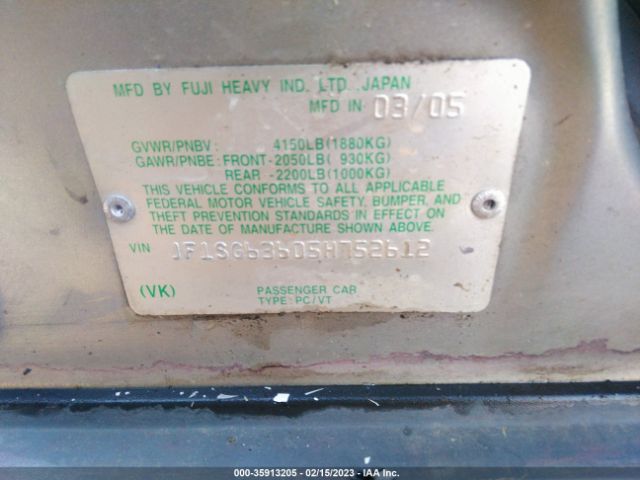 MFD BY FUJI HEAVY IND. LTD. JAPAN
MFD IN 03/05
GVWR/PNBV: 4150LB(1880KG)
GAWR/PNBE: FRONT-2050LB( 930KG)
REAR -2200LB(1000KG)
THIS VEHICLE CONFORMS TO ALL APPLICABLE
FEDERAL MOTOR VEHICLE SAFETY, BUMPER, AND
THEFT PREVENTION STANDARDS IN EFFECT ON
THE DATE OF MANUFACTURE SHOWN ABOVE.
VIN JF1SG63605H752612
(VK) PASSENGER CAR
TYPE: PC/VT
000-35913205 - 02/15/2023 - IAA Inc.